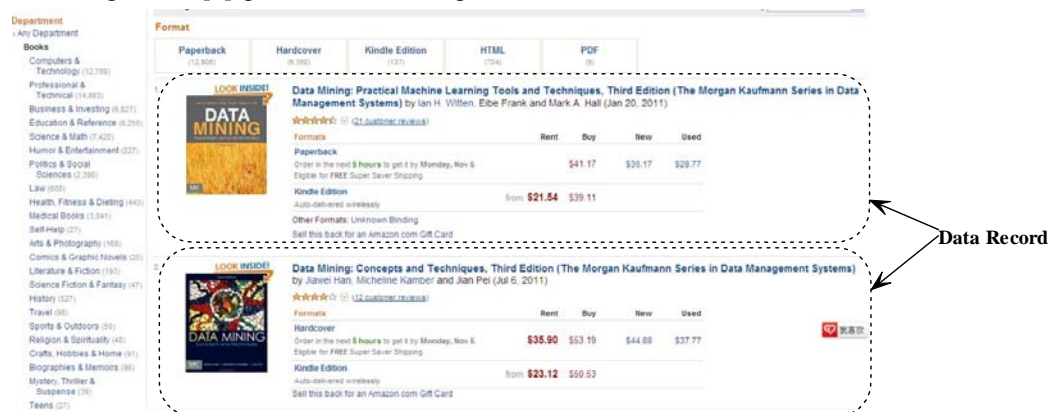 Department
‹ Any Department
Books
Computers & Technology (12,789)
Professional & Technical (14,893)
Business & Investing (6,827)
Education & Reference (6,250)
Science & Math (7,422)
Humor & Entertainment (227)
Politics & Social Sciences (2,390)
Law (600)
Health, Fitness & Dieting (443)
Medical Books (3,041)
Self-Help (27)
Arts & Photography (168)
Comics & Graphic Novels (20)
Literature & Fiction (193)
Science Fiction & Fantasy (47)
History (527)
Travel (98)
Sports & Outdoors (50)
Religion & Spirituality (48)
Crafts, Hobbies & Home (91)
Biographies & Memoirs (86)
Mystery, Thriller & Suspense (39)
Teens (27)
Format
Paperback Hardcover Kindle Edition HTML PDF
(137) (704)
LOOK INSIDE!
DATA
MINING
Data Mining: Practical Machine Learning Tools and Techniques, Third Edition (The Morgan Kaufmann Series in Data
Management Systems) by Ian H. Witten, Eibe Frank and Mark A. Hall (Jan 20, 2011)
(21 customer reviews)
Formats Rent Buy New Used
Paperback
Order in the next 5 hours to get it by Monday, Nov 5. $41.17 $36.17 $28.77
Eligible for FREE Super Saver Shipping.
Kindle Edition from $21.54 $39.11
Auto-delivered wirelessly
Other Formats: Unknown Binding
Sell this back for an Amazon.com Gift Card
Data Record
2.
LOOK INSIDE!
DATA MINING
Data Mining: Concepts and Techniques, Third Edition (The Morgan Kaufmann Series in Data Management Systems)
by Jiawei Han, Micheline Kamber and Jian Pei (Jul 6, 2011)
(12 customer reviews)
Formats Rent Buy New Used
Hardcover
Order in the next 5 hours to get it by Monday, Nov 5. $35.90 $53.19 $44.88 $37.77
Eligible for FREE Super Saver Shipping.
Kindle Edition from $23.12 $50.53
Auto-delivered wirelessly
Sell this back for an Amazon.com Gift Card
我喜欢